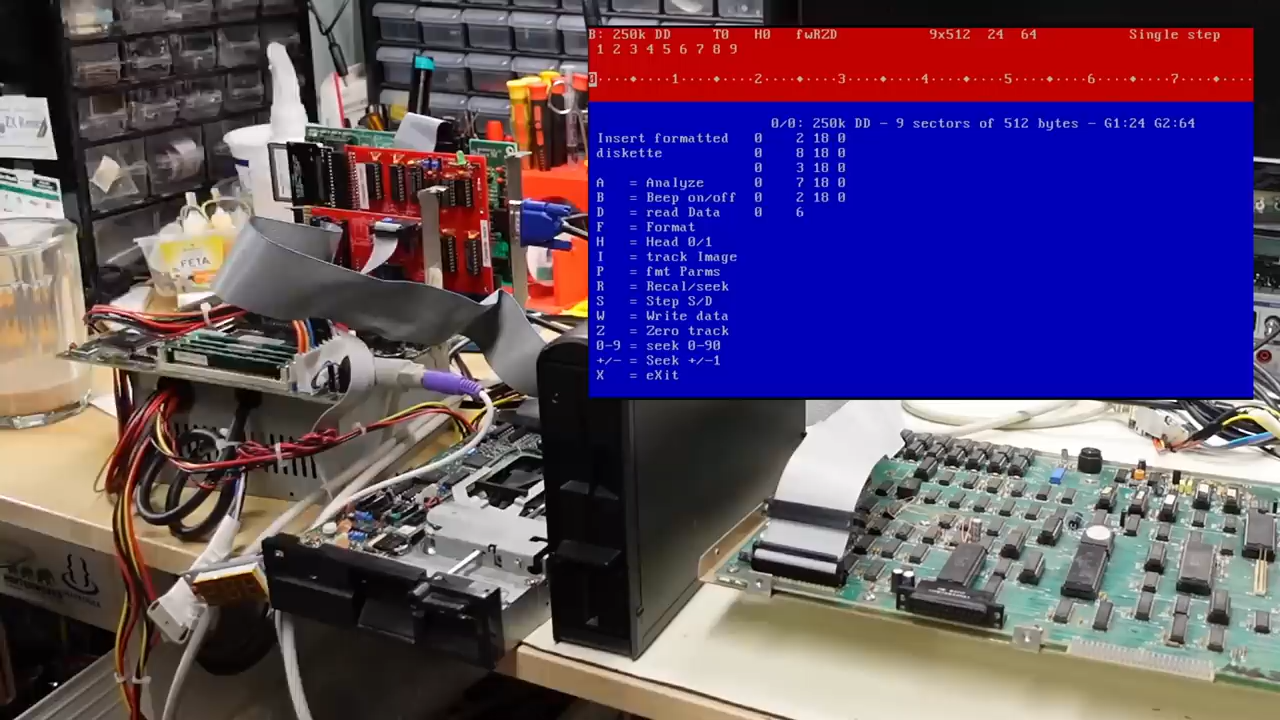 B: 250k DD T0 H0 fwRZD 9x512 24 64 Single step
1 2 3 4 5 6 7 8 9
0····♦····1····♦····2····♦····3····♦····4····♦····5····♦····6····♦····7····♦····
0/0: 250k DD - 9 sectors of 512 bytes - G1:24 G2:64
Insert formatted 0 2 18 0
diskette 0 8 18 0
0 3 18 0
A = Analyze 0 7 18 0
B = Beep on/off 0 2 18 0
D = read Data 0 6
F = Format
H = Head 0/1
I = track Image
P = fmt Parms
R = Recal/seek
S = Step S/D
W = Write data
Z = Zero track
0-9 = seek 0-90
+/- = Seek +/-1
X = eXit
FETA